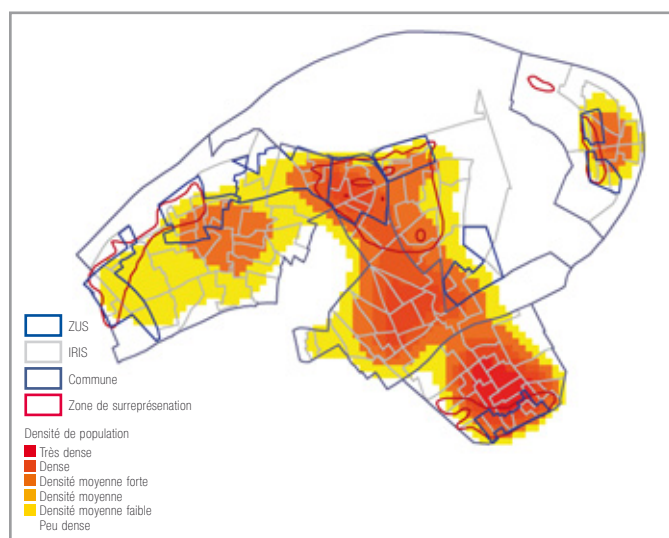 ZUS
IRIS
Commune
Zone de surreprésenation
Densité de population
Très dense
Dense
Densité moyenne forte
Densité moyenne
Densité moyenne faible
Peu dense